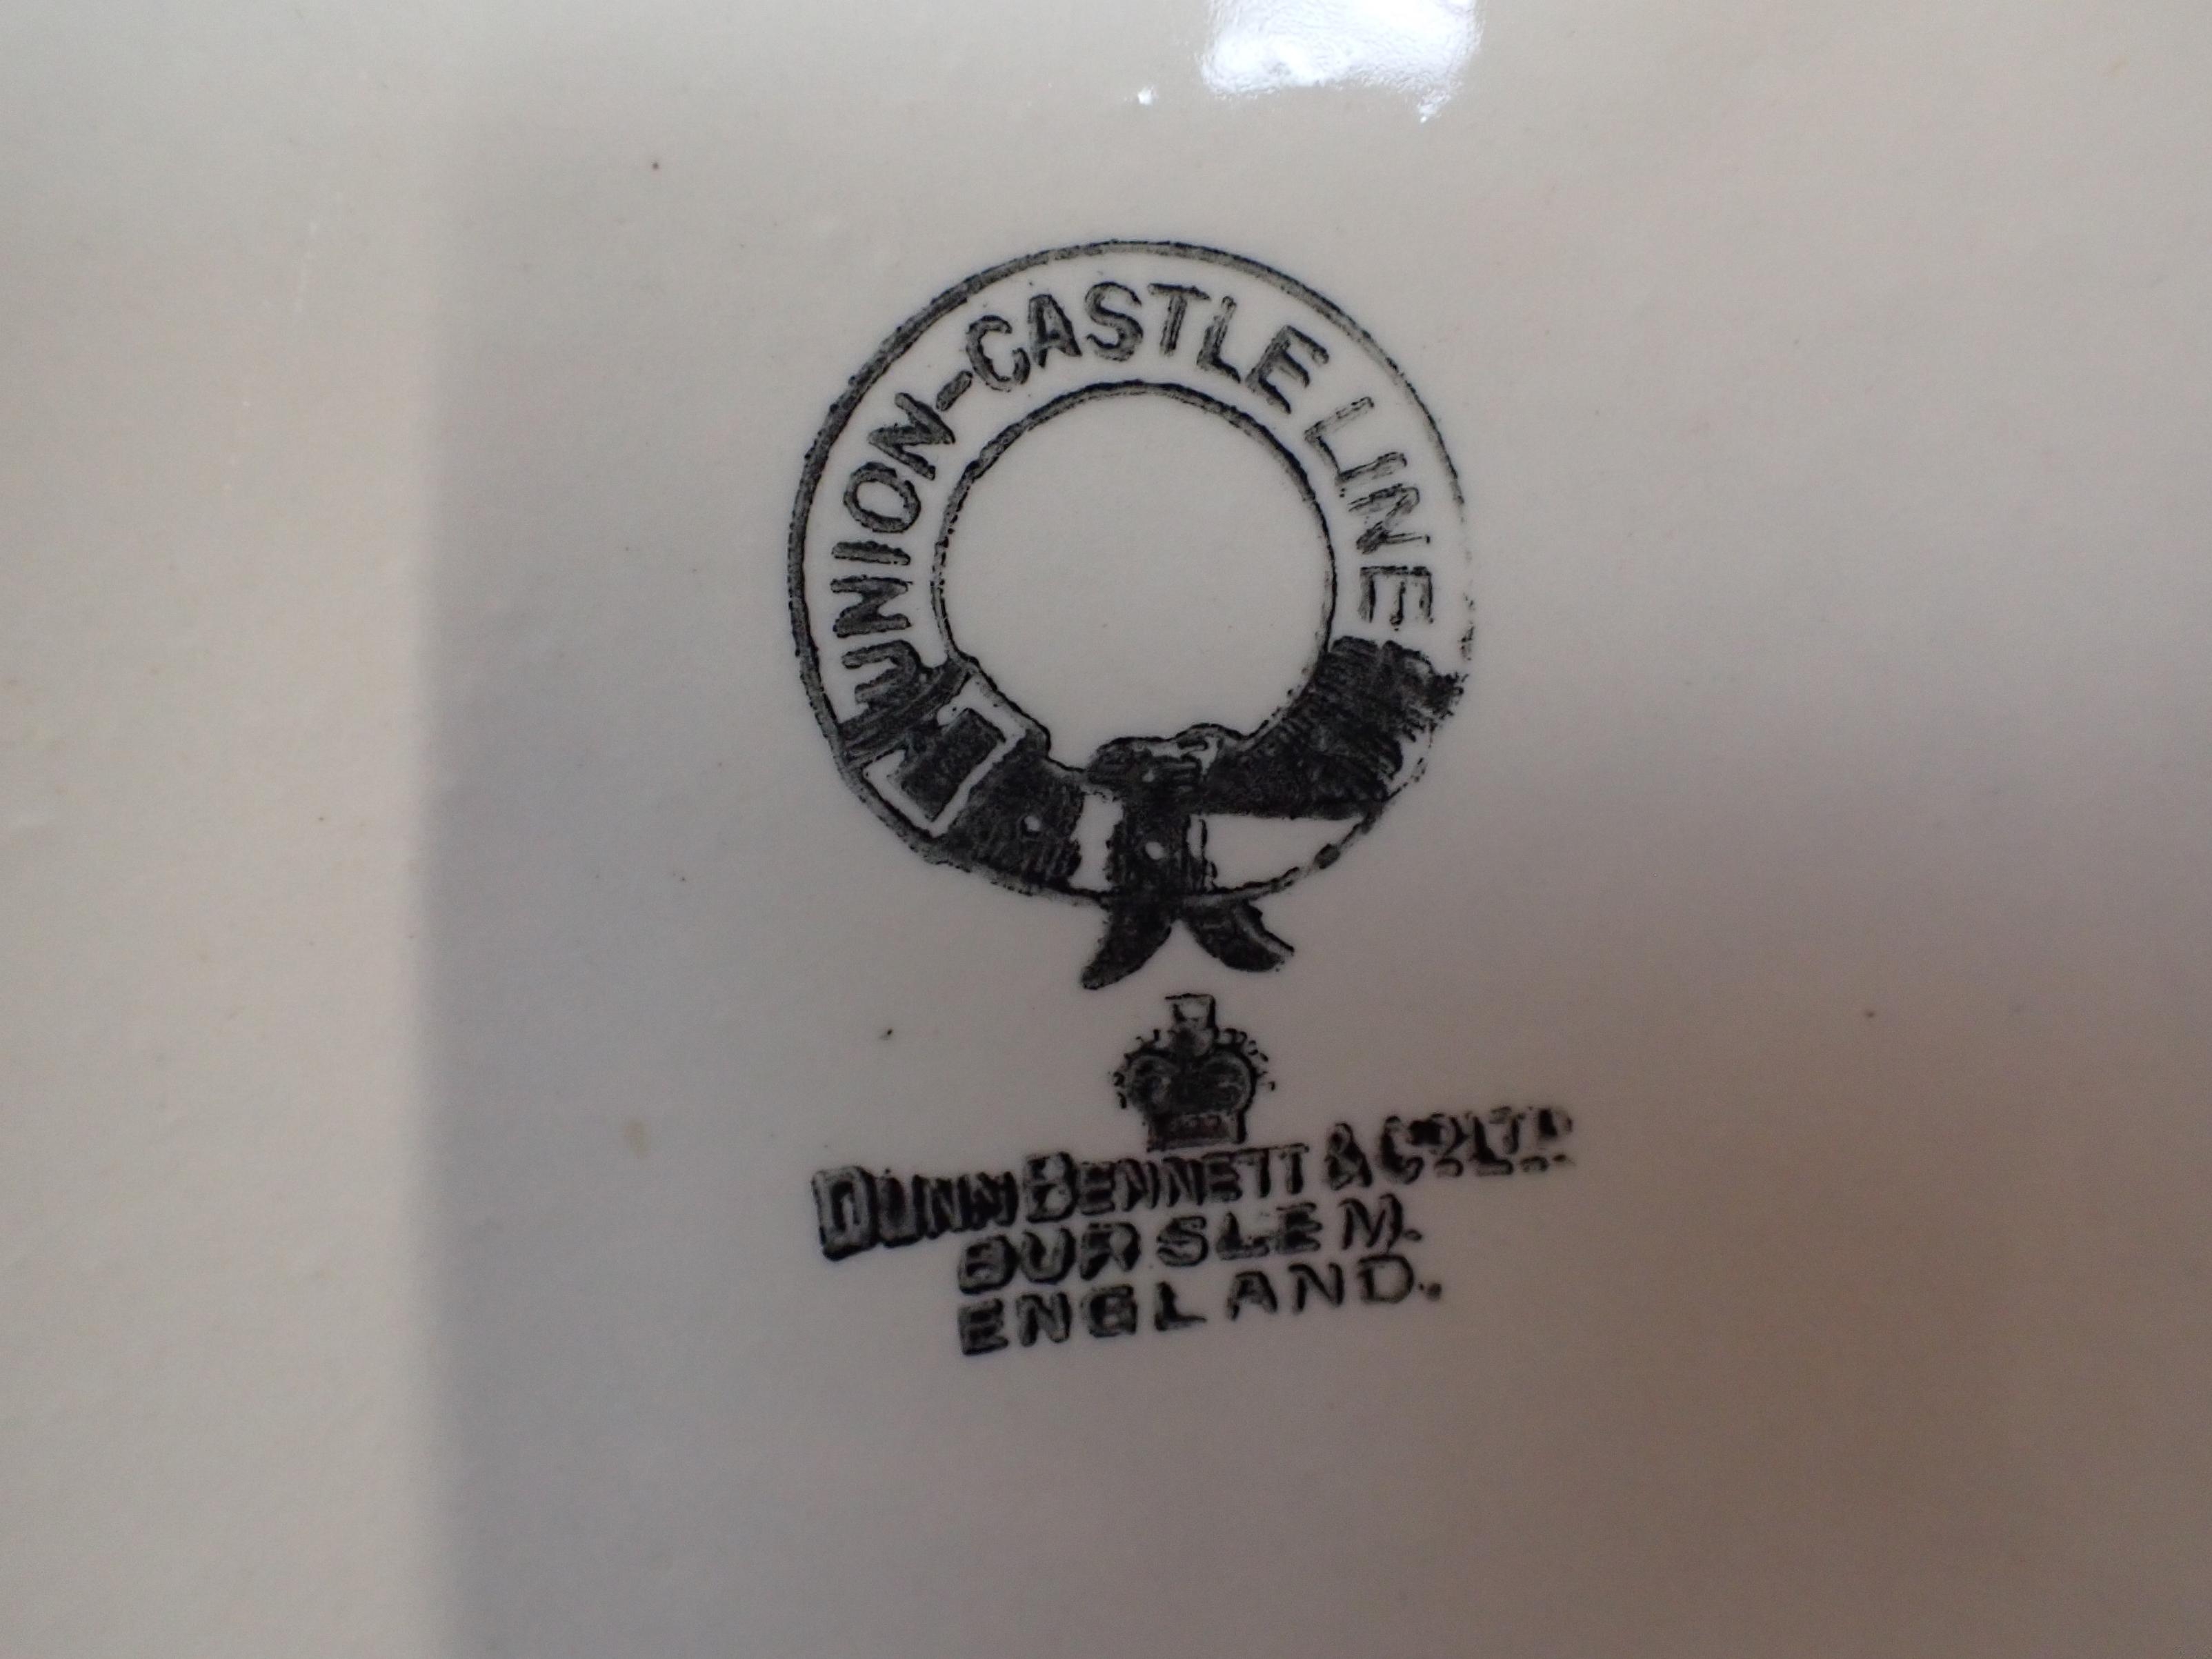 UNION-CASTLE LINE
DUNN BENNETT & CO LTD.
BURSLEM.
ENGLAND.